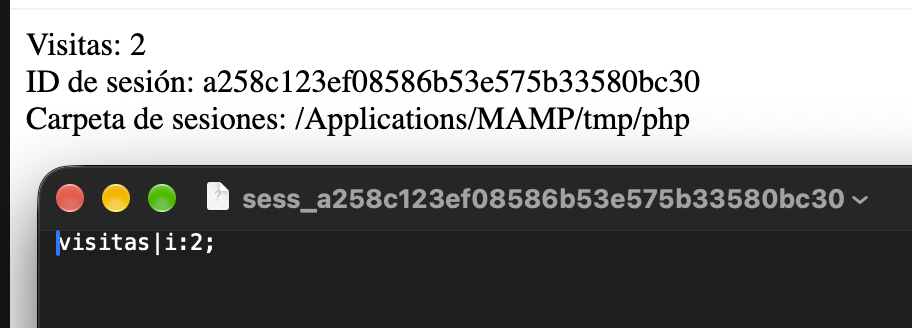 Visitas: 2
ID de sesión: a258c123ef08586b53e575b33580bc30
Carpeta de sesiones: /Applications/MAMP/tmp/php
sess_a258c123ef08586b53e575b33580bc30
visitas|i:2;